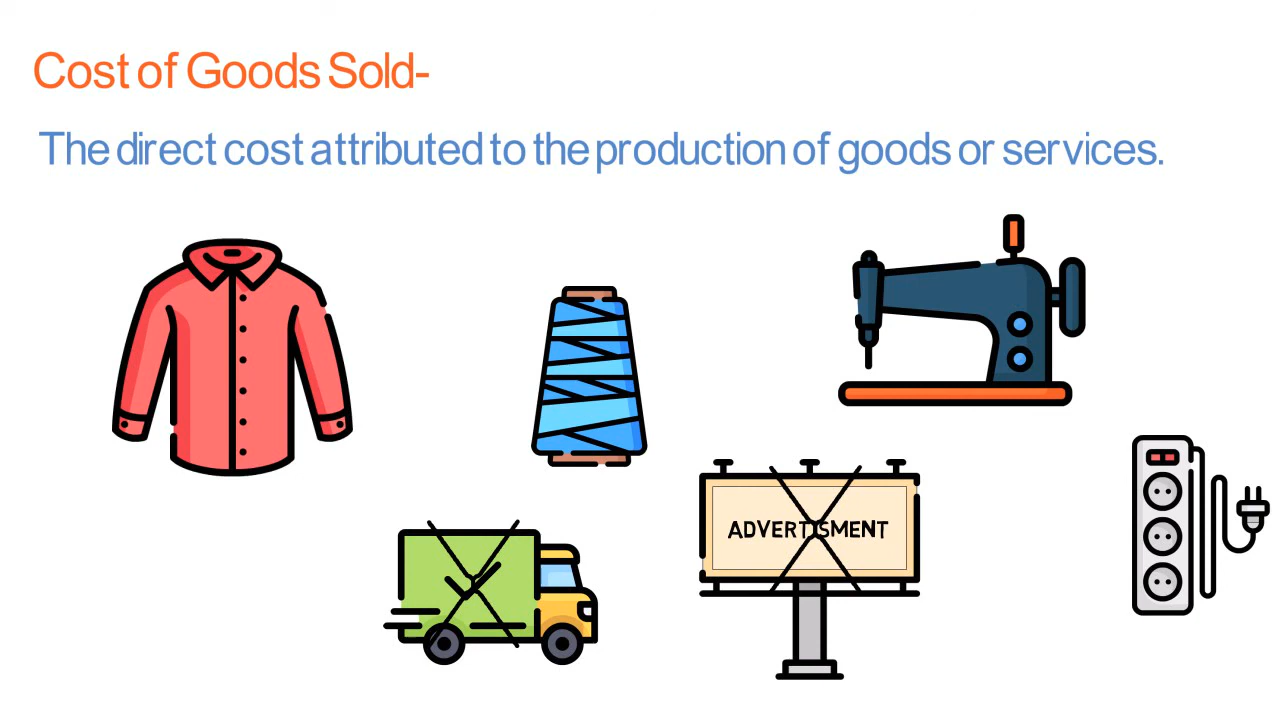 Cost of Goods Sold-
The direct cost attributed to the production of goods or services.
ADVERTISMENT